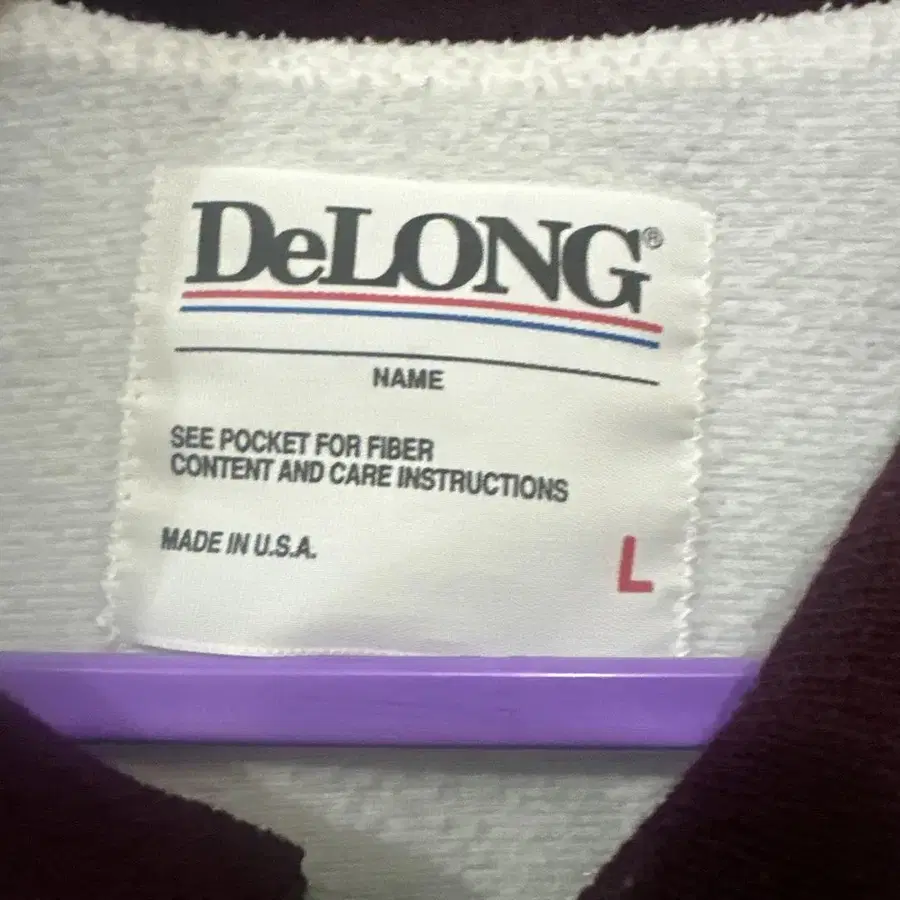 DeLONG®
NAME
SEE POCKET FOR FIBER
CONTENT AND CARE INSTRUCTIONS
MADE IN U.S.A.
L